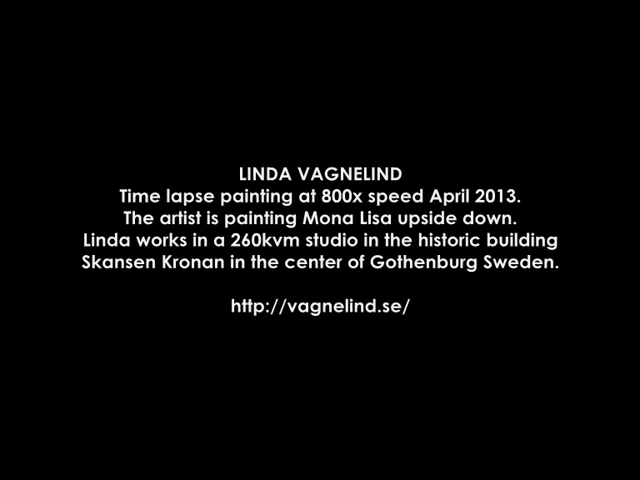 LINDA VAGNELIND
Time lapse painting at 800x speed April 2013.
The artist is painting Mona Lisa upside down.
Linda works in a 260kvm studio in the historic building
Skansen Kronan in the center of Gothenburg Sweden.
http://vagnelind.se/